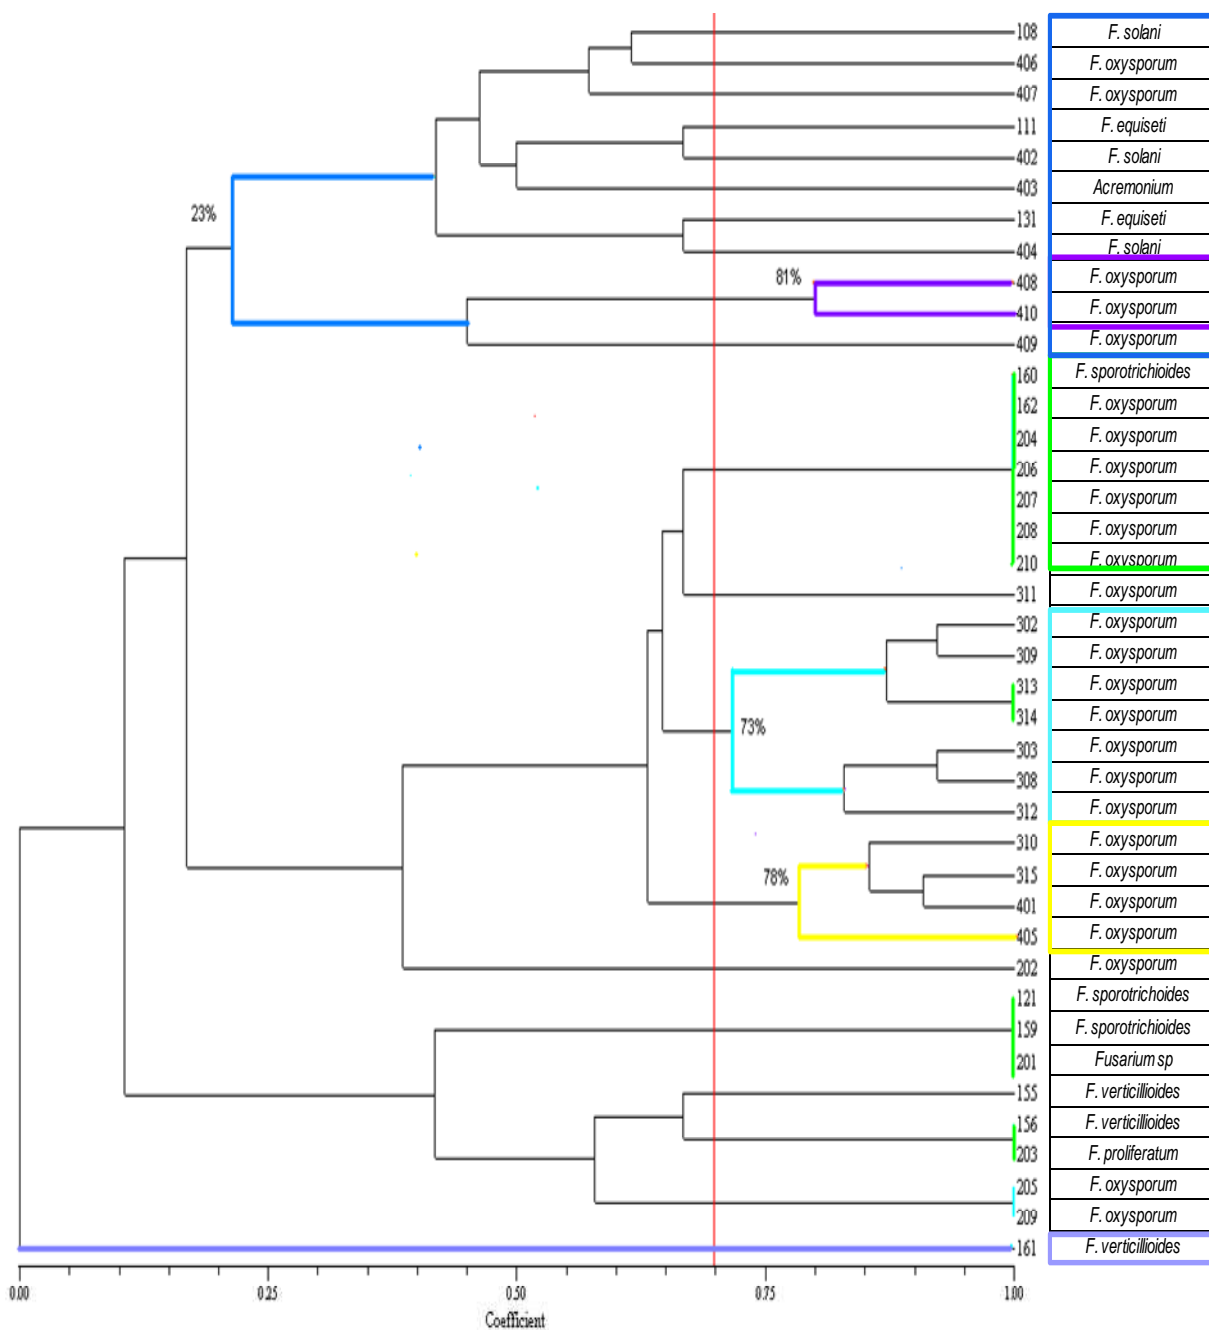 108 F. solani
406 F. oxysporum
407 F. oxysporum
111 F. equiseti
402 F. solani
403 Acremonium
131 F. equiseti
23%
404 F. solani
81%
408 F. oxysporum
410 F. oxysporum
409 F. oxysporum
160 F. sporotrichioides
162 F. oxysporum
204 F. oxysporum
206 F. oxysporum
207 F. oxysporum
208 F. oxysporum
210 F. oxysporum
311 F. oxysporum
302 F. oxysporum
309 F. oxysporum
313 F. oxysporum
314 F. oxysporum
73%
303 F. oxysporum
308 F. oxysporum
312 F. oxysporum
310 F. oxysporum
78%
315 F. oxysporum
401 F. oxysporum
405 F. oxysporum
202 F. oxysporum
121 F. sporotrichoides
159 F. sporotrichioides
201 Fusarium sp
155 F. verticillioides
156 F. verticillioides
203 F. proliferatum
205 F. oxysporum
209 F. oxysporum
161 F. verticillioides
0.00 0.25 0.50 0.75 1.00
Coefficient